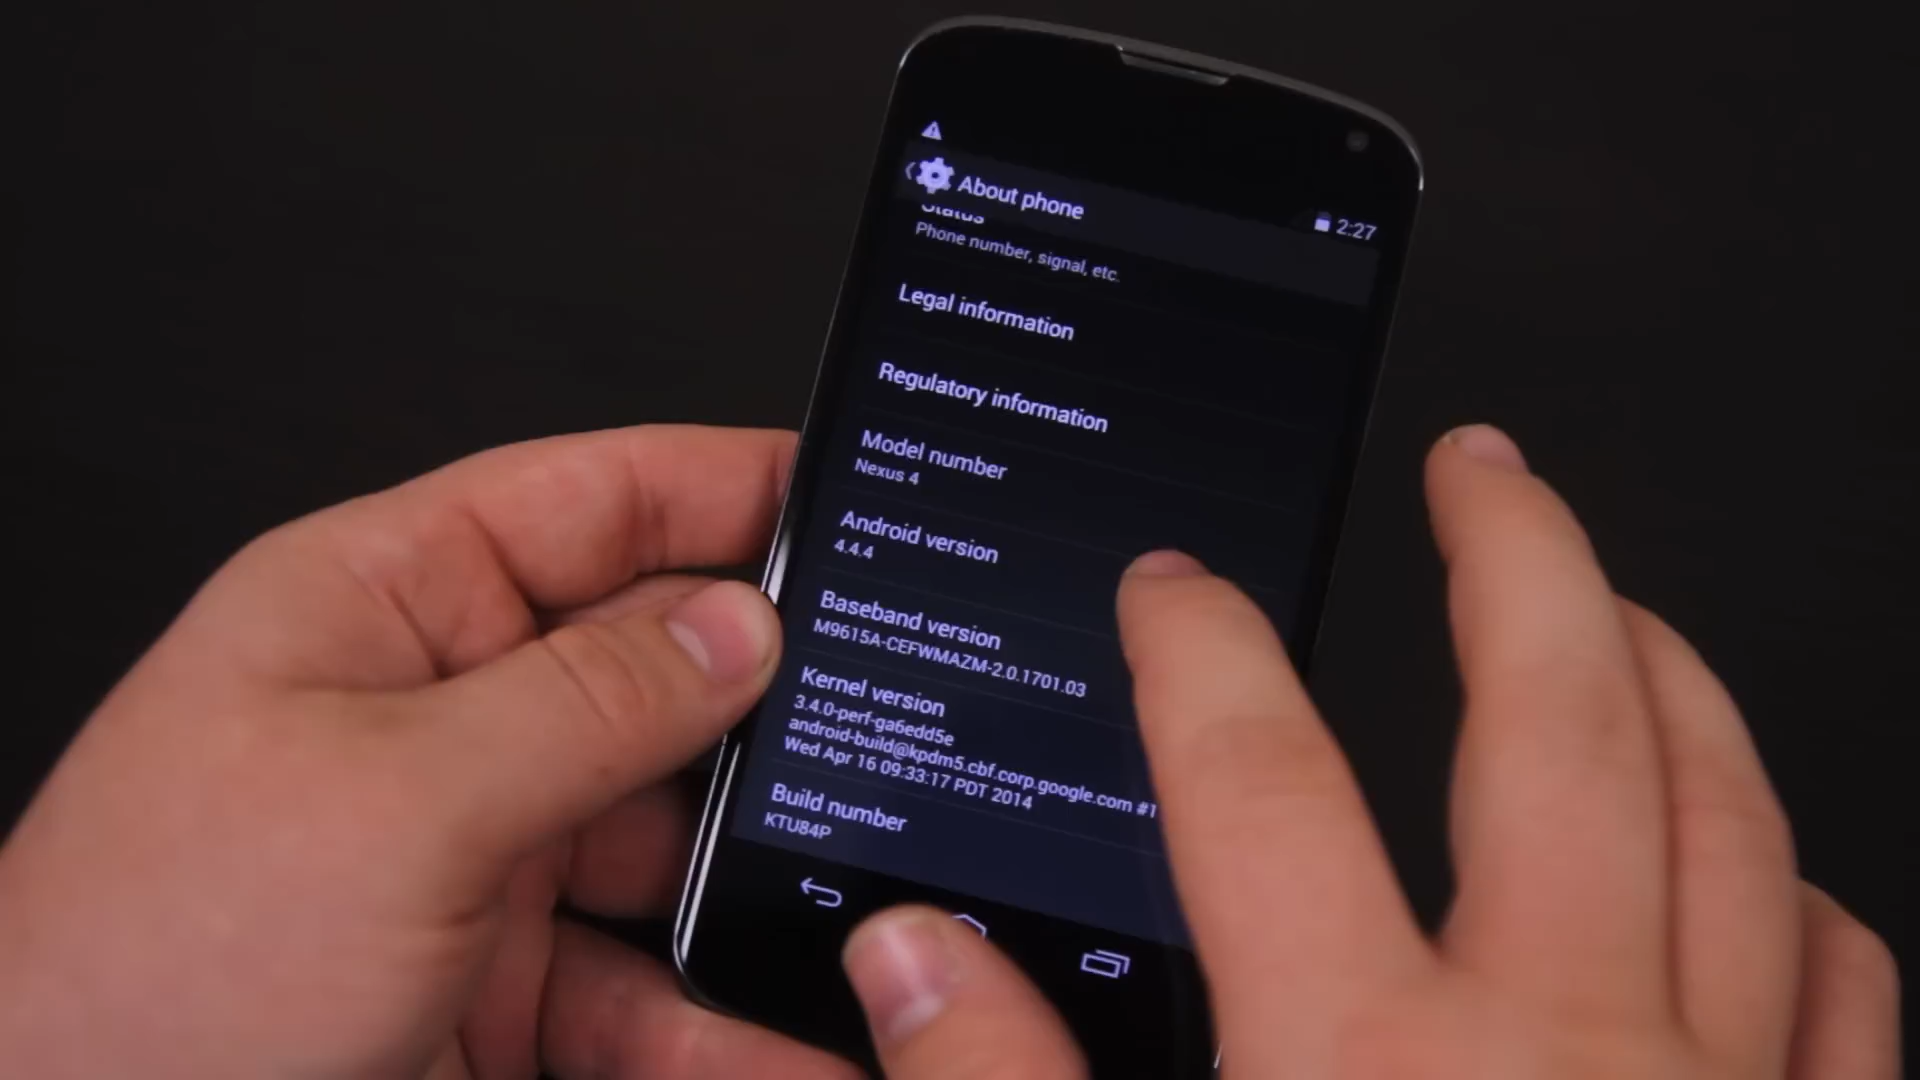 About phone
2:27
Status
Phone number, signal, etc.
Legal information
Regulatory information
Model number
Nexus 4
Android version
4.4.4
Baseband version
M9615A-CEFWMAZM-2.0.1701.03
Kernel version
3.4.0-perf-ga6edd5e
android-build@kpdm5.cbf.corp.google.com #1
Wed Apr 16 09:33:17 PDT 2014
Build number
KTU84P